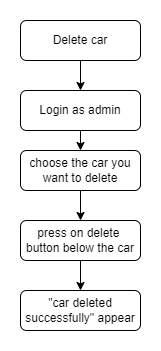 Delete car
Login as admin
choose the car you
want to delete
press on delete
button below the car
"car deleted
successfully" appear